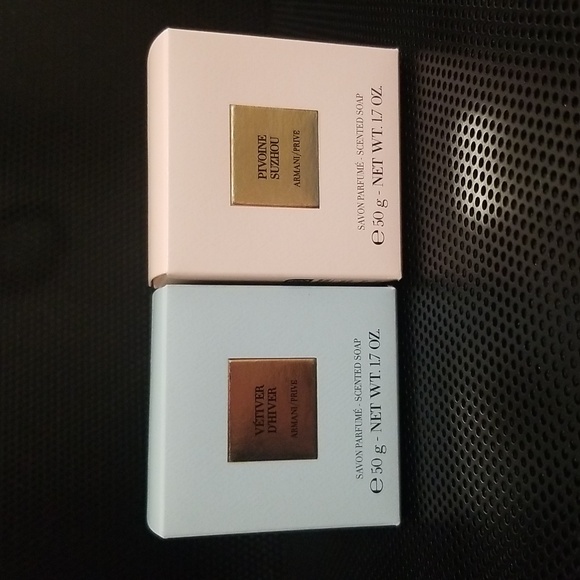 PIVOINE
SUZHOU
ARMANI/PRIVÉ
SAVON PARFUMÉ - SCENTED SOAP
e 50 g - NET WT. 1.7 OZ.
VÉTIVER
D'HIVER
ARMANI/PRIVÉ
SAVON PARFUMÉ - SCENTED SOAP
e 50 g - NET WT. 1.7 OZ.